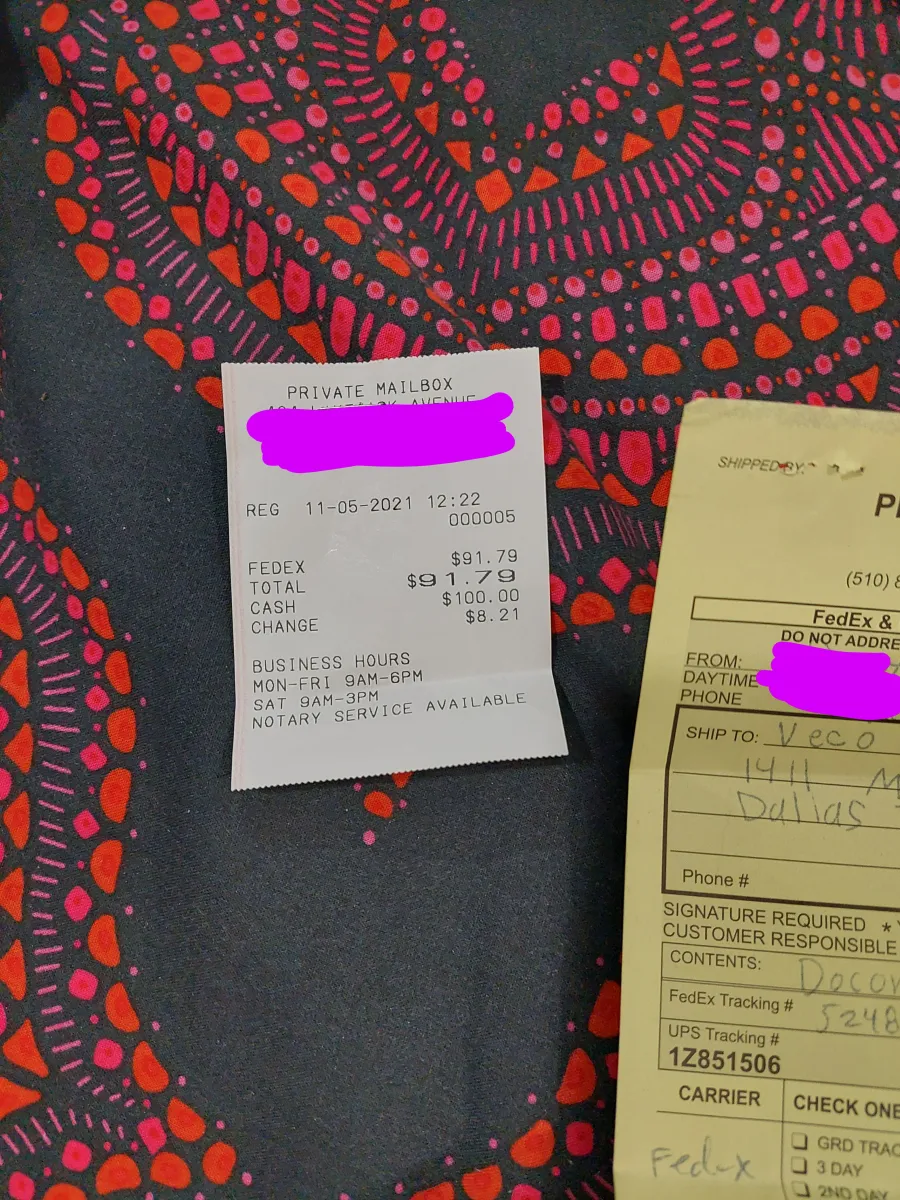 PRIVATE MAILBOX
AVENUE
REG 11-05-2021 12:22
000005
FEDEX $91.79
TOTAL $91.79
CASH $100.00
CHANGE $8.21
BUSINESS HOURS
MON-FRI 9AM-6PM
SAT 9AM-3PM
NOTARY SERVICE AVAILABLE
SHIPPED BY:
(510)
FedEx &
DO NOT ADDRE
FROM:
DAYTIME
PHONE
SHIP TO: Veco
1411 M
Dallas
Phone #
SIGNATURE REQUIRED *
CUSTOMER RESPONSIBLE
CONTENTS: Docon
FedEx Tracking # 5248
UPS Tracking #
1Z851506
CARRIER CHECK ONE
Fedex
GRD TRAC
3 DAY
2ND DAY